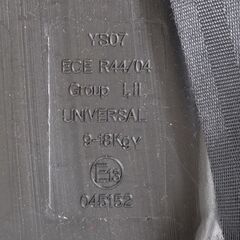 YS07
ECE R44/04
Group I,II
UNIVERSAL
9-18Kg Y
E13
045152